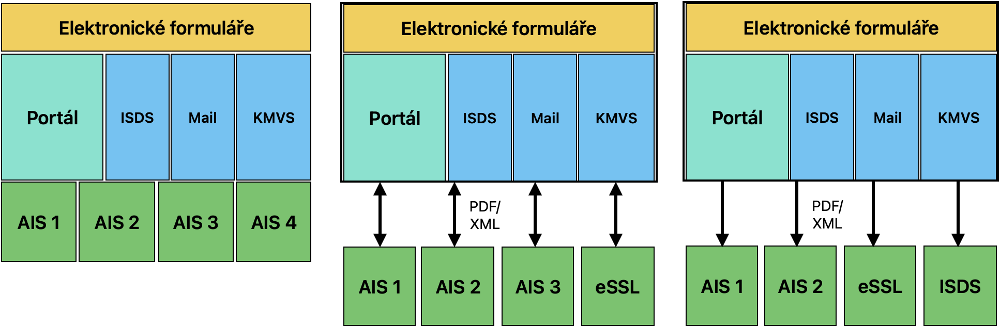 Elektronické formuláře
Portál
ISDS
Mail
KMVS
AIS 1
AIS 2
AIS 3
AIS 4
Elektronické formuláře
Portál
ISDS
Mail
KMVS
PDF/
XML
AIS 1
AIS 2
AIS 3
eSSL
Elektronické formuláře
Portál
ISDS
Mail
KMVS
PDF/
XML
AIS 1
AIS 2
eSSL
ISDS